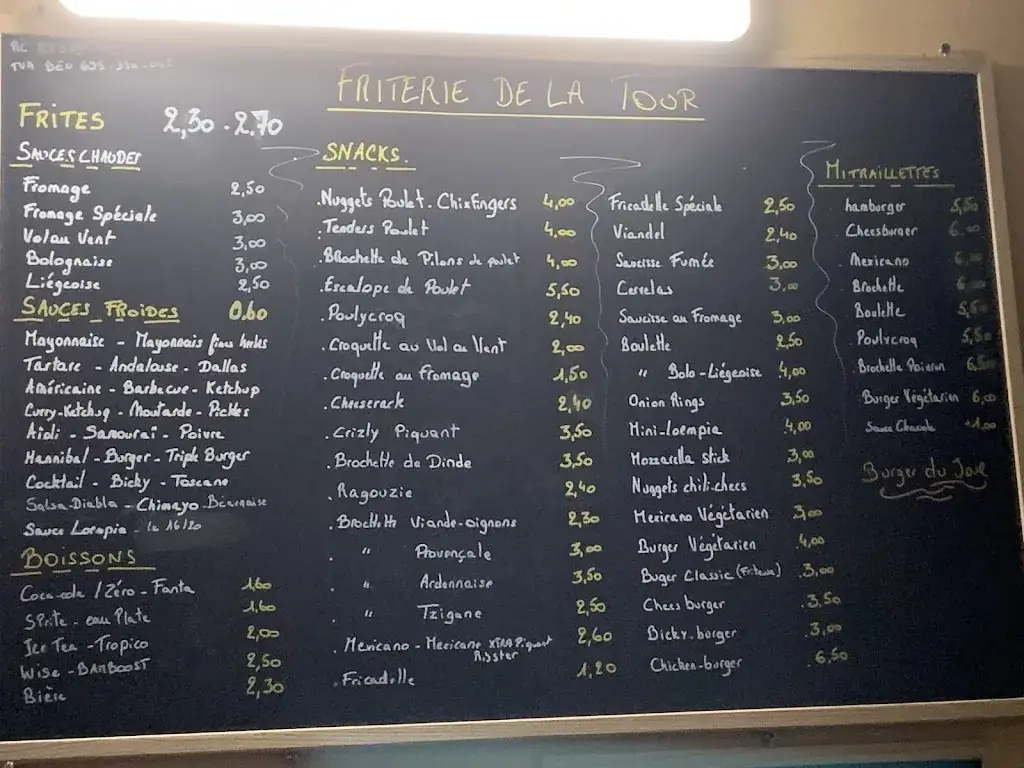 TVA BE0
FRITERIE DE LA TOUR
FRITES 2,30 - 2,70
SAUCES CHAUDES
Fromage 2,50
Fromage Spéciale 3,00
Vol au Vent 3,00
Bolognaise 3,00
Liégeoise 2,50
SAUCES FROIDES 0.60
Mayonnaise - Mayonnais fines herbes
Tartare - Andalouse - Dallas
Américaine - Barbecue - Ketchup
Curry-Ketchup - Moutarde - Pickles
Aioli - Samouraï - Poivre
Hannibal - Burger - Triple Burger
Cocktail - Bicky - Toscane
Salsa-Diabla - Chimayo - Béarnaise
Sauce Loempia
BOISSONS
Coca-cola / Zéro - Fanta 1,60
Sprite - eau Plate 1,60
Ice Tea - Tropico 2,00
Wise - BAMBOOST 2,50
Bière 2,30
SNACKS.
. Nuggets Poulet. Chixfingers 4,00
. Tenders Poulet 4,00
. Brochette de Pilons de poulet 4,00
. Escalope de Poulet 5,50
. Poulycroq 2,40
. Croquette au Vol au Vent 2,00
. Croquette au Fromage 1,50
. Cheesecrack 2,40
. Crizly Piquant 3,50
. Brochette de Dinde 3,50
. Ragouzie 2,40
. Brochette Viande-oignons 2,30
" Provençale 3,00
" Ardennaise 3,50
" Tzigane 2,50
. Mexicano - Mexicano XTRA Piquant 2,60
Risster
. Fricadelle 1,20
Fricadelle Spéciale 2,50
Viandel 2,40
Saucisse Fumée 3,00
Cervelas 3,00
Saucisse au Fromage 3,00
Boulette 2,50
" Bolo-Liégeoise 4,00
Onion Rings 3,50
Mini-loempia 4,00
Mozzarella stick 3,00
Nuggets chili-chees 3,50
Mexicano Végétarien 3,00
Burger Végétarien 4,00
Buger Classic (Friteuse) 3,00
Chees burger 3,50
Bicky-burger 3,00
Chicken-burger 6,50
MITRAILLETTES
hamburger 5,50
Cheesburger 6,00
Mexicano 6,00
Brochette 6,00
Boulette 5,50
Poulycroq 5,50
Brochette Poivron 6,50
Burger Végétarien 6,00
Sauce Chaude +1,00
Burger du Jour